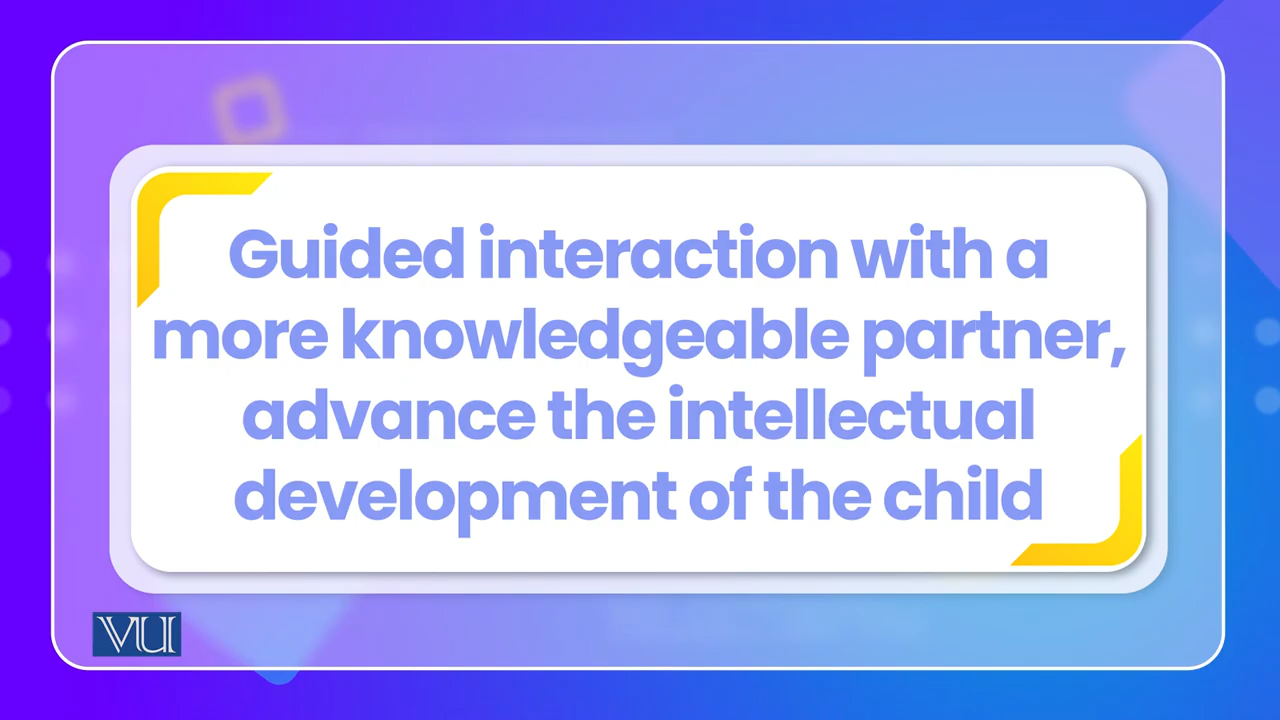 Guided interaction with a
more knowledgeable partner,
advance the intellectual
development of the child
VU